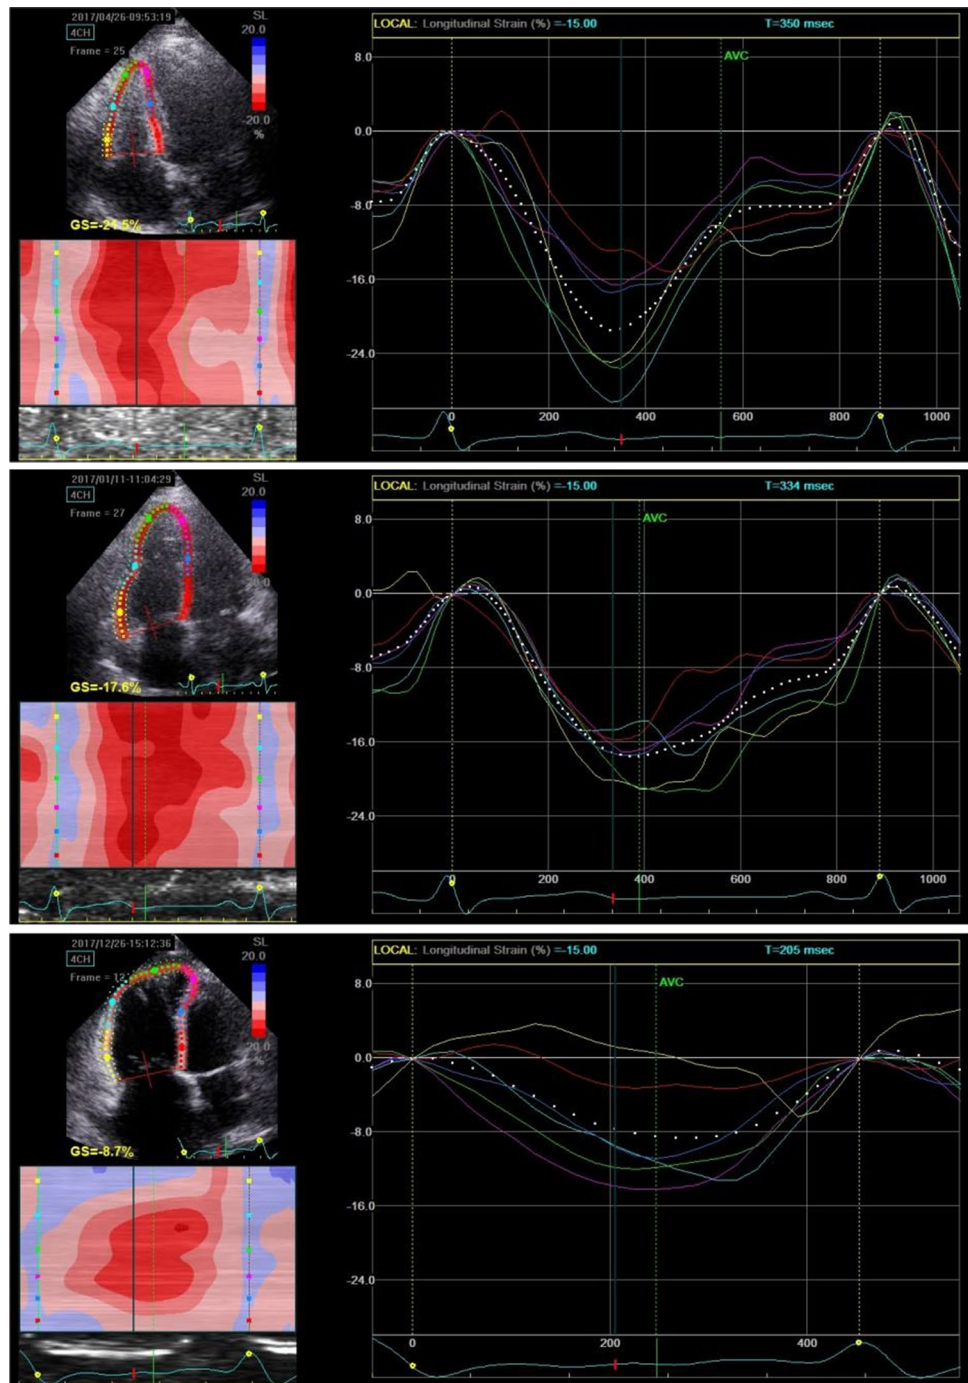 2017/04/26-09:53:19
4CH
Frame = 25
SL
20.0
-20.0
%
GS=-21.5%
LOCAL: Longitudinal Strain (%) =-15.00 T=350 msec
AVC
8.0
0.0
-8.0
-16.0
-24.0
0 200 400 600 800 1000
2017/01/11-11:04:29
4CH
Frame = 27
SL
20.0
%
GS=-17.6%
LOCAL: Longitudinal Strain (%) =-15.00 T=334 msec
AVC
8.0
0.0
-8.0
-16.0
-24.0
0 200 400 600 800 1000
2017/12/26-15:12:36
4CH
Frame = 12
SL
20.0
%
GS=-8.7%
LOCAL: Longitudinal Strain (%) =-15.00 T=205 msec
AVC
8.0
0.0
-8.0
-16.0
-24.0
0 200 400